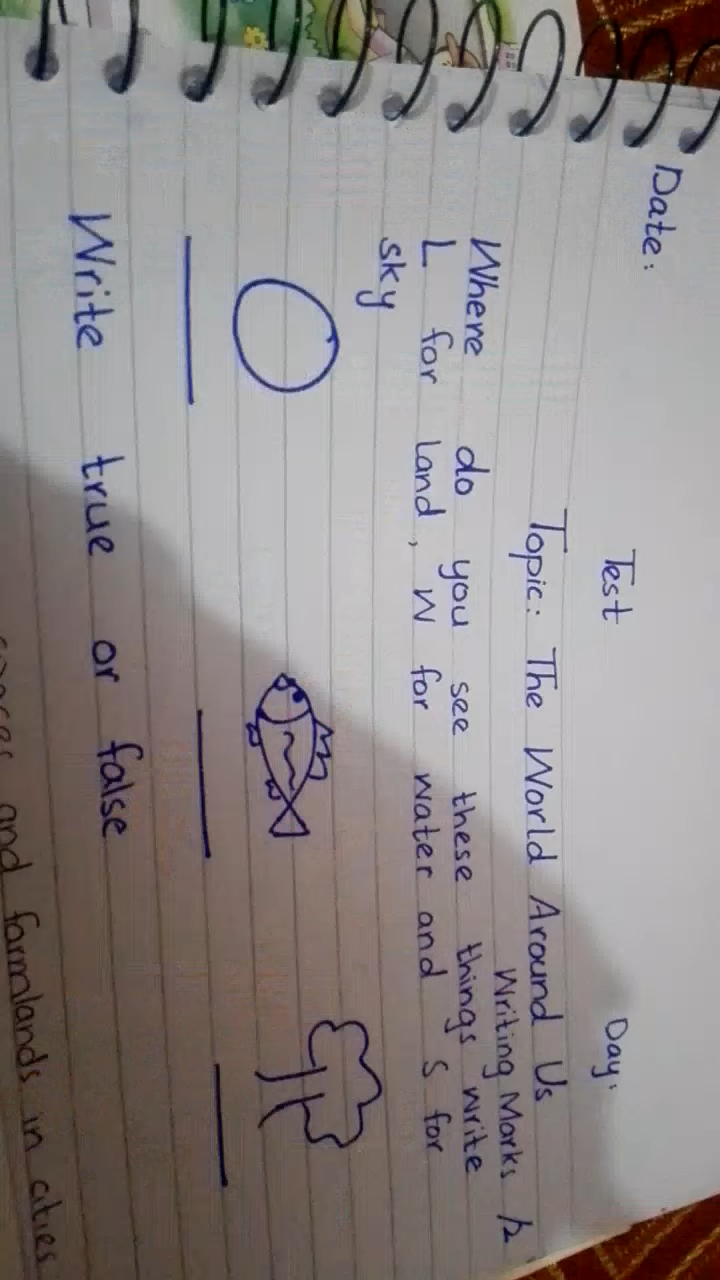 Test
Date: Day:
Topic: The World Around Us
Writing Marks /2
Where do you see these things write
L for land, W for water and S for
sky
Write true or false
and farmlands in cities